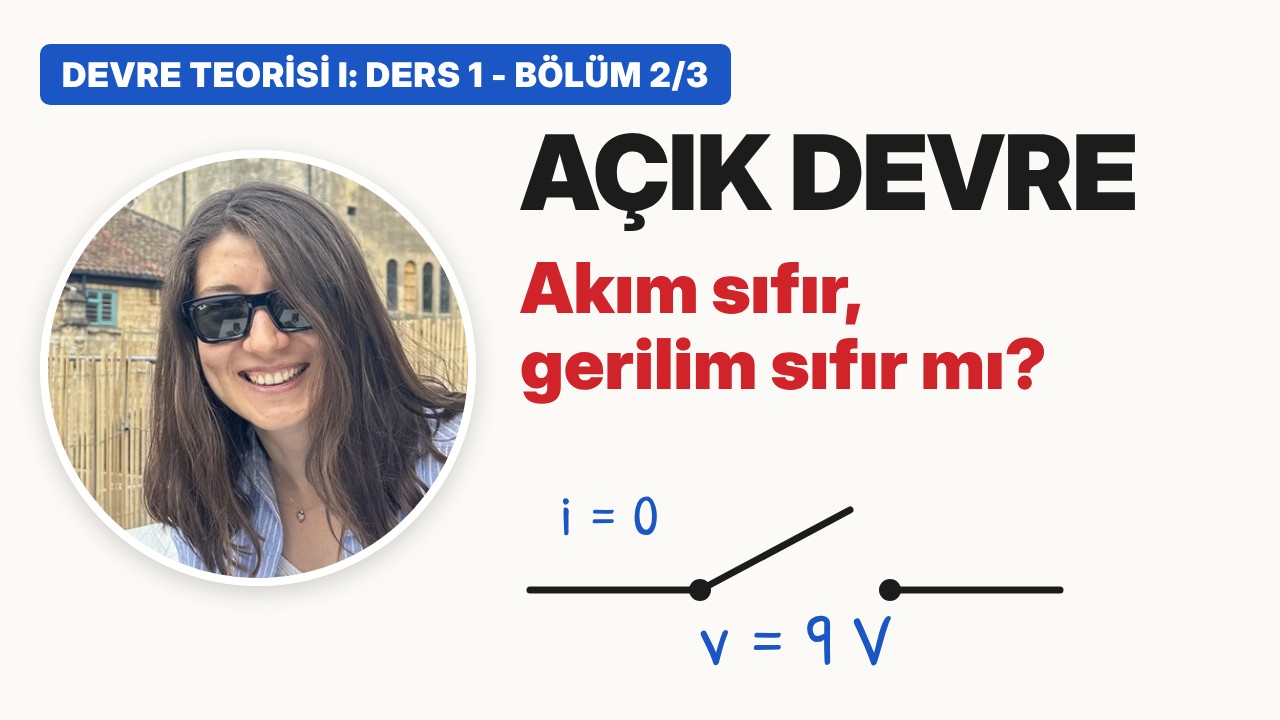 DEVRE TEORİSİ I: DERS 1 - BÖLÜM 2/3
AÇIK DEVRE
Akım sıfır,
gerilim sıfır mı?
i = 0
v = 9 V